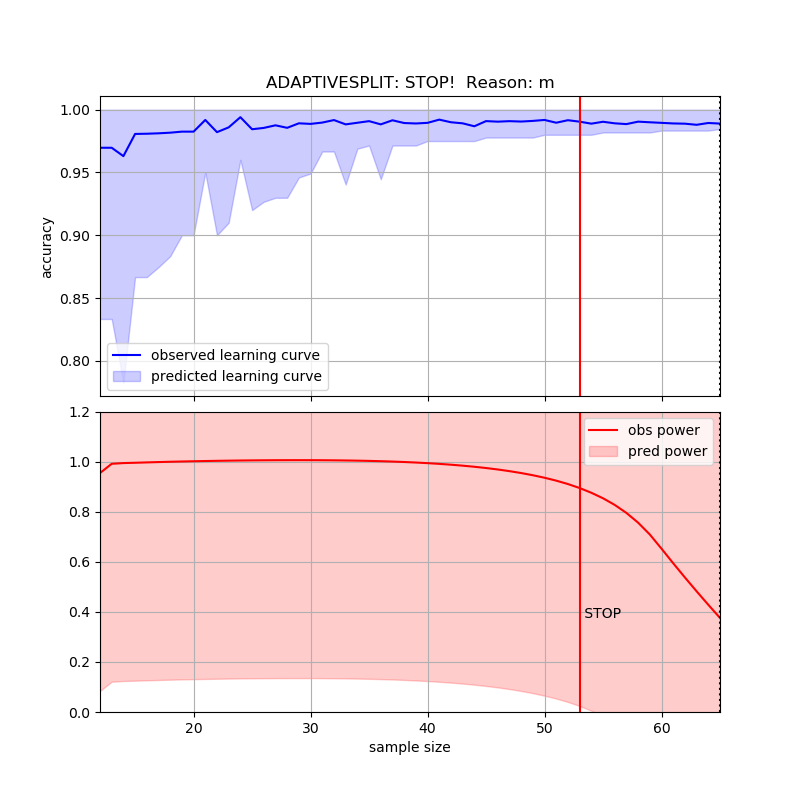 ADAPTIVESPLIT: STOP!  Reason: m
1.00
0.95
0.90
0.85
0.80
accuracy
observed learning curve
predicted learning curve
1.2
1.0
0.8
0.6
0.4
0.2
0.0
obs power
pred power
STOP
20 30 40 50 60
sample size